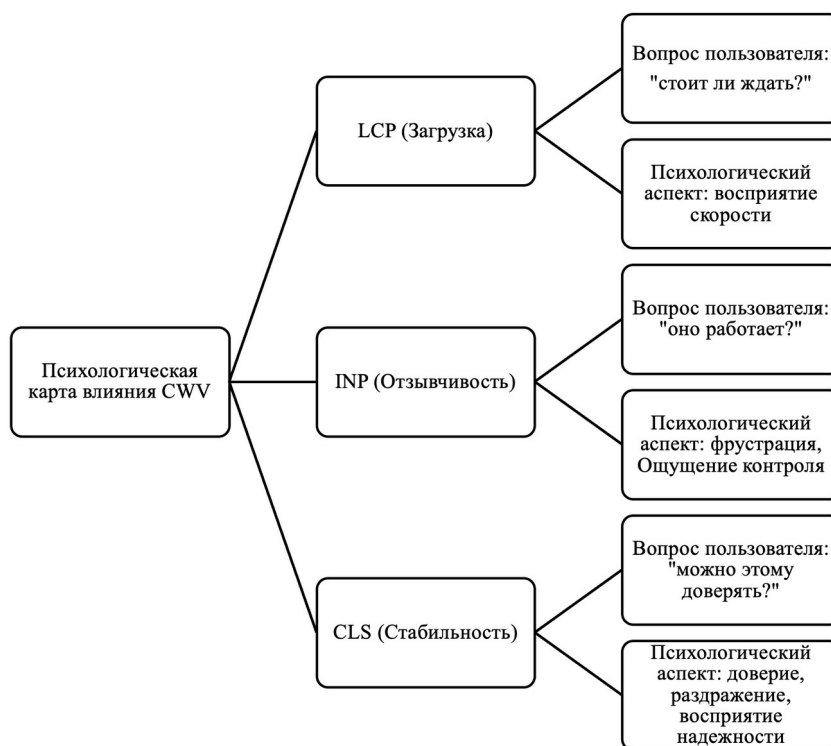 Вопрос пользователя:
"стоит ли ждать?"
LCP (Загрузка)
Психологический
аспект: восприятие
скорости
Вопрос пользователя:
"оно работает?"
Психологическая
карта влияния CWV
INP (Отзывчивость)
Психологический
аспект: фрустрация,
Ощущение контроля
Вопрос пользователя:
"можно этому
доверять?"
CLS (Стабильность)
Психологический
аспект: доверие,
раздражение,
восприятие
надежности